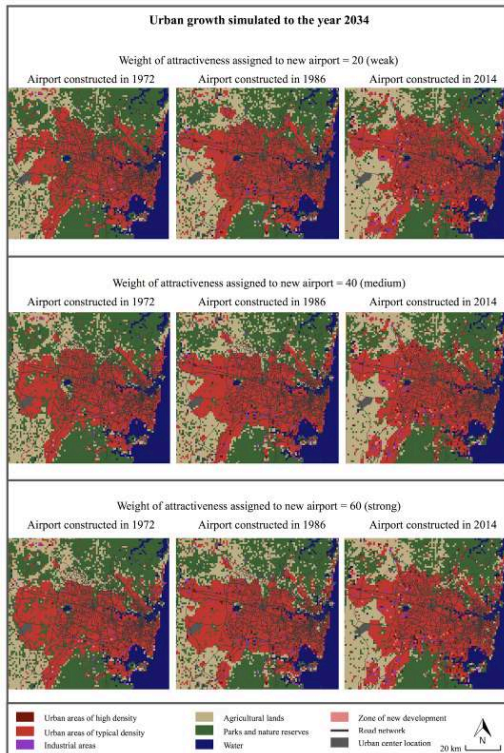 Urban growth simulated to the year 2034
Weight of attractiveness assigned to new airport = 20 (weak)
Airport constructed in 1972 Airport constructed in 1986 Airport constructed in 2014
Weight of attractiveness assigned to new airport = 40 (medium)
Airport constructed in 1972 Airport constructed in 1986 Airport constructed in 2014
Weight of attractiveness assigned to new airport = 60 (strong)
Airport constructed in 1972 Airport constructed in 1986 Airport constructed in 2014
Urban areas of high density Agricultural lands Zone of new development
Urban areas of typical density Parks and nature reserves Road network
Industrial areas Water Urban center location
N
20 km